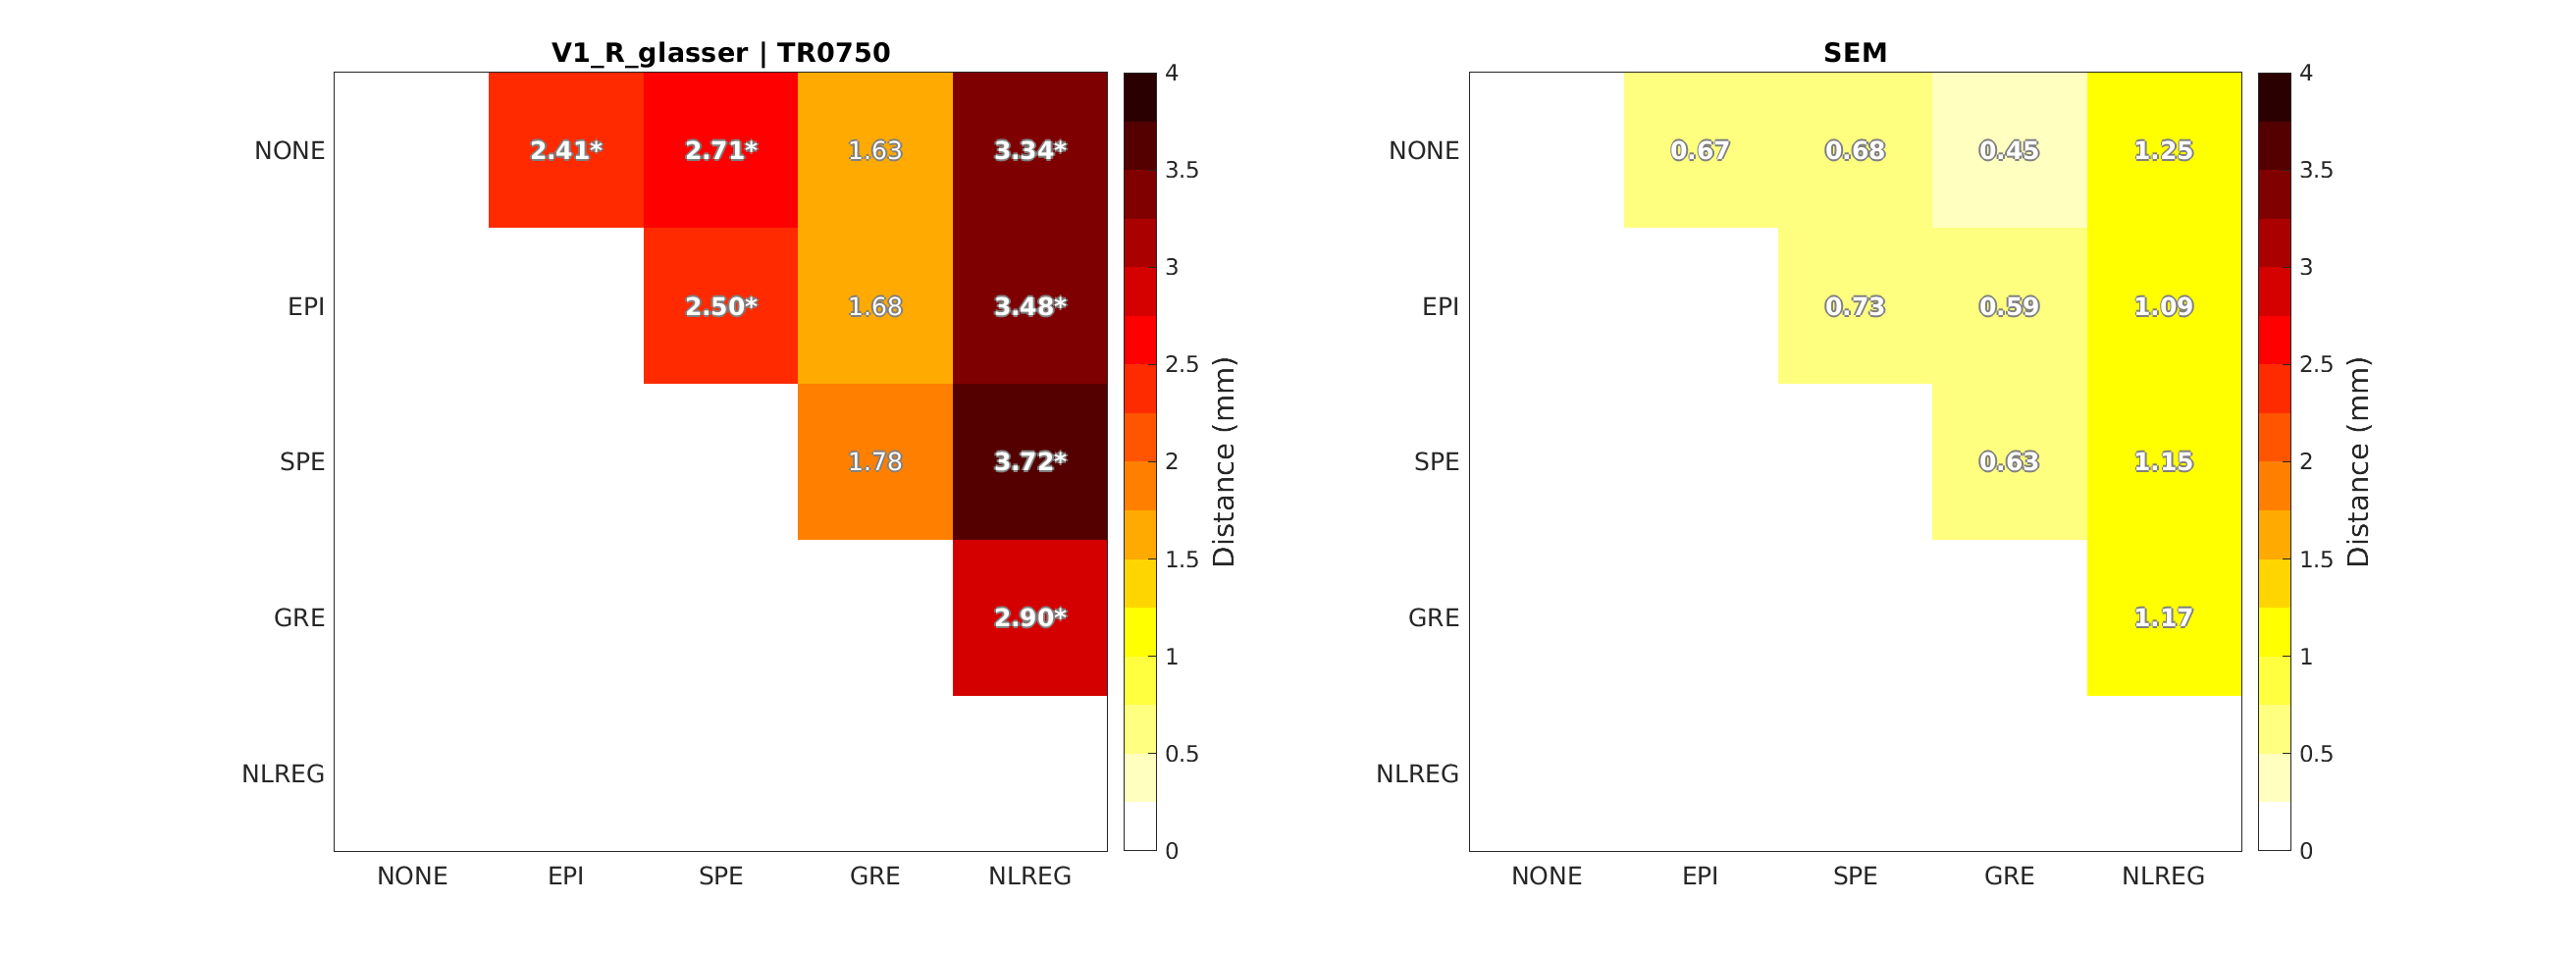 V1_R_glasser | TR0750
NONE 2.41* 2.71* 1.63 3.34*
EPI 2.50* 1.68 3.48*
SPE 1.78 3.72*
GRE 2.90*
NLREG
NONE EPI SPE GRE NLREG
4
3.5
3
2.5
2
1.5
1
0.5
0
Distance (mm)
SEM
NONE 0.67 0.68 0.45 1.25
EPI 0.73 0.59 1.09
SPE 0.63 1.15
GRE 1.17
NLREG
NONE EPI SPE GRE NLREG
4
3.5
3
2.5
2
1.5
1
0.5
0
Distance (mm)